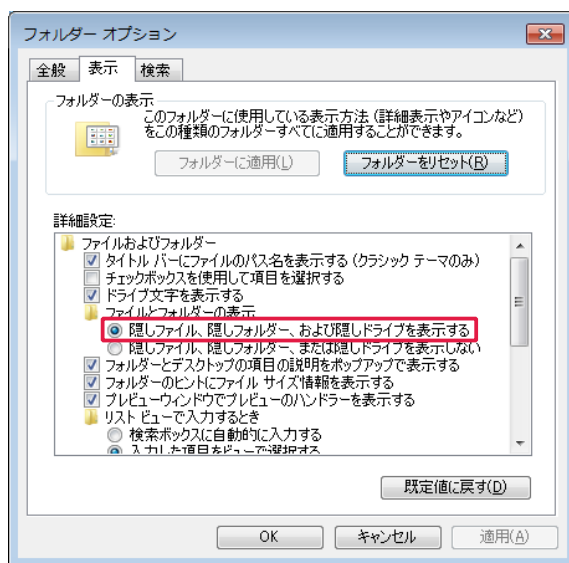 フォルダー オプション
全般 表示 検索
フォルダーの表示
このフォルダーに使用している表示方法 (詳細表示やアイコンなど)
をこの種類のフォルダーすべてに適用することができます。
フォルダーに適用(L) フォルダーをリセット(R)
詳細設定:
ファイルおよびフォルダー
タイトル バーにファイルのパス名を表示する (クラシック テーマのみ)
チェックボックスを使用して項目を選択する
ドライブ文字を表示する
ファイルとフォルダーの表示
隠しファイル、隠しフォルダー、および隠しドライブを表示する
隠しファイル、隠しフォルダー、または隠しドライブを表示しない
フォルダーとデスクトップの項目の説明をポップアップで表示する
フォルダーのヒントにファイル サイズ情報を表示する
プレビューウィンドウでプレビューのハンドラーを表示する
リスト ビューで入力するとき
検索ボックスに自動的に入力する
入力した項目をビューで選択する
既定値に戻す(D)
OK キャンセル 適用(A)